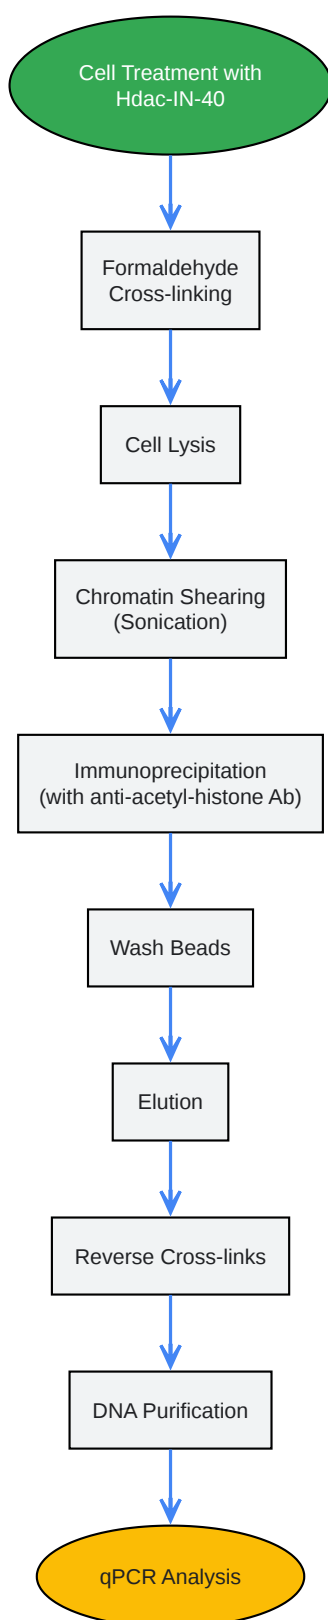 Cell Treatment with
Hdac-IN-40
Formaldehyde
Cross-linking
Cell Lysis
Chromatin Shearing
(Sonication)
Immunoprecipitation
(with anti-acetyl-histone Ab)
Wash Beads
Elution
Reverse Cross-links
DNA Purification
qPCR Analysis